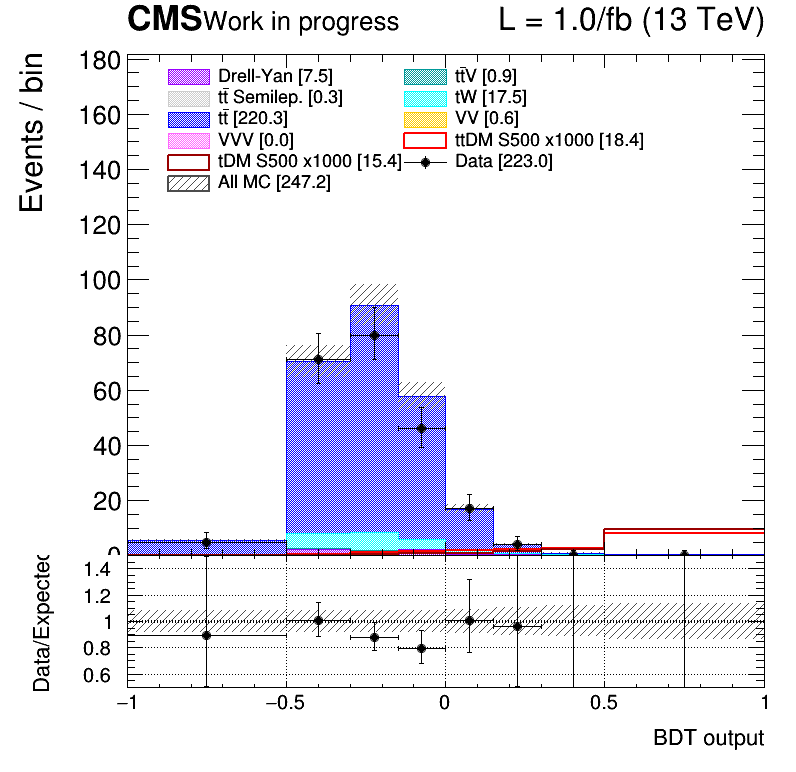 CMS Work in progress L = 1.0/fb (13 TeV)
Events / bin
180
160
140
120
100
80
60
40
20
0
Drell-Yan [7.5] tt̄V [0.9]
tt̄ Semilep. [0.3] tW [17.5]
tt̄ [220.3] VV [0.6]
VVV [0.0] ttDM S500 x1000 [18.4]
tDM S500 x1000 [15.4] Data [223.0]
All MC [247.2]
Data/Expected
1.4
1.2
1
0.8
0.6
−1 −0.5 0 0.5 1
BDT output